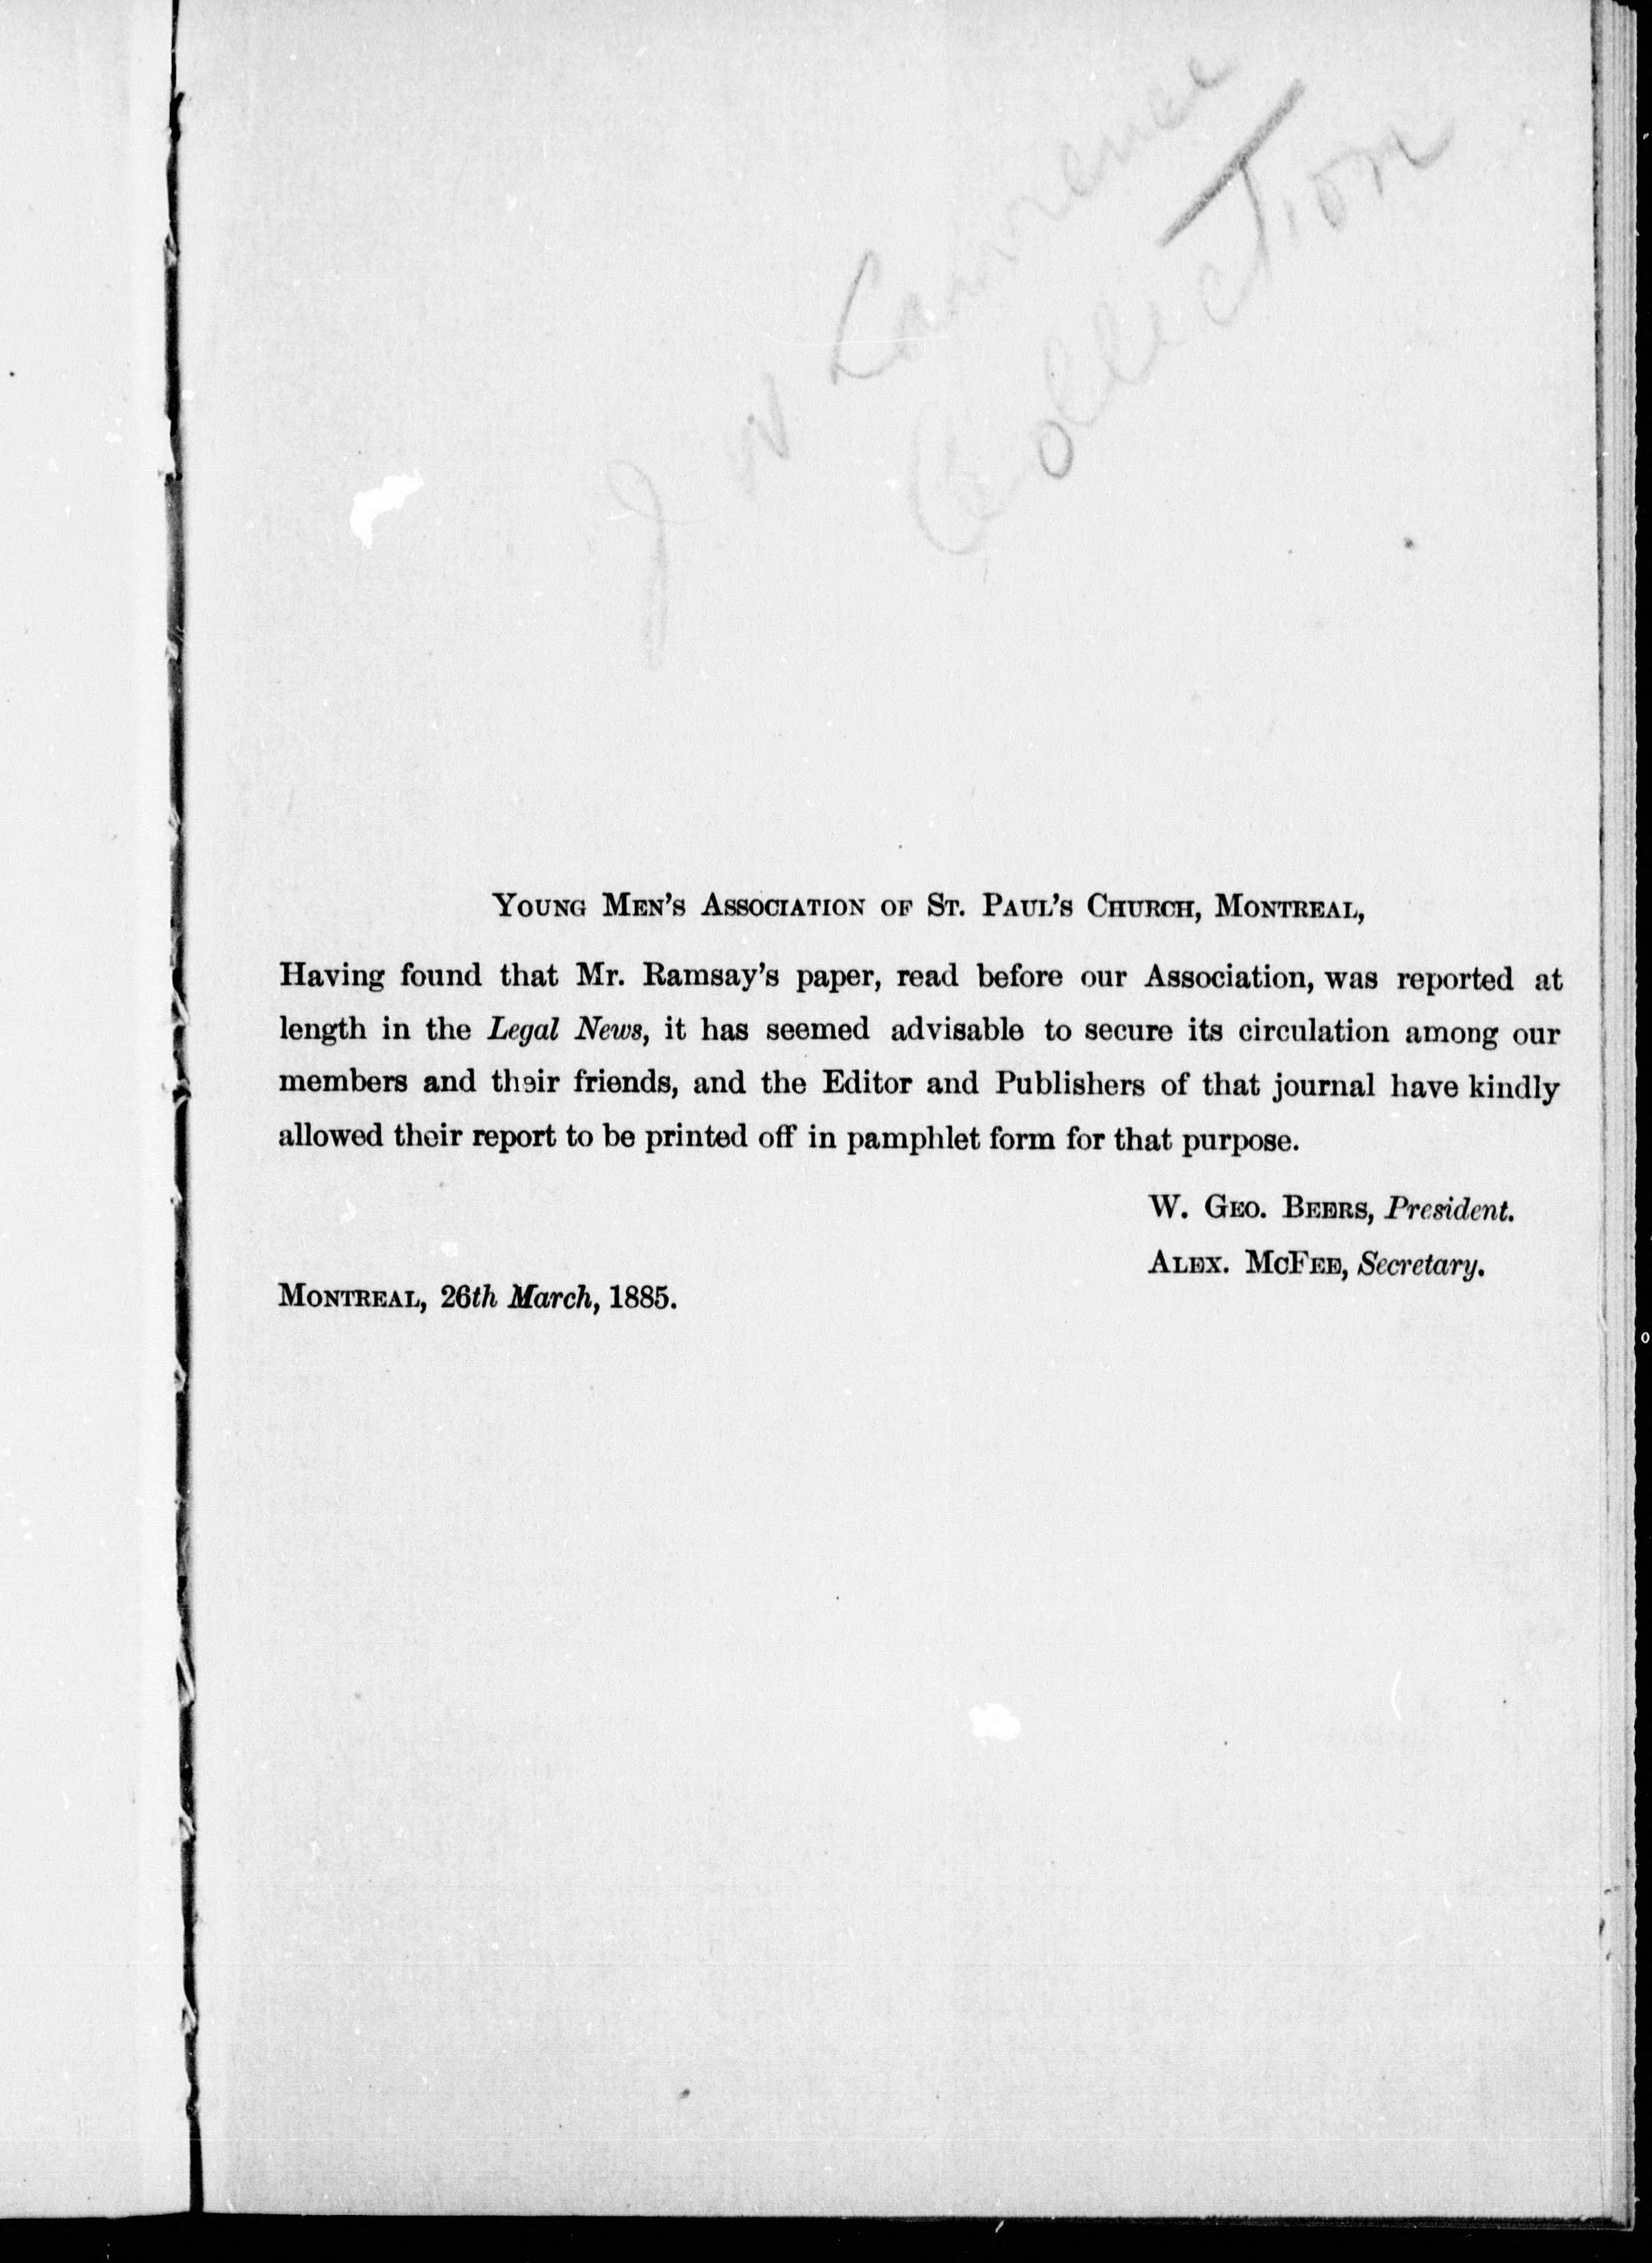 J W Lawrence
Collection
Young Men's Association of St. Paul's Church, Montreal,
Having found that Mr. Ramsay's paper, read before our Association, was reported at
length in the Legal News, it has seemed advisable to secure its circulation among our
members and their friends, and the Editor and Publishers of that journal have kindly
allowed their report to be printed off in pamphlet form for that purpose.
W. Geo. Beers, President.
Alex. McFee, Secretary.
Montreal, 26th March, 1885.